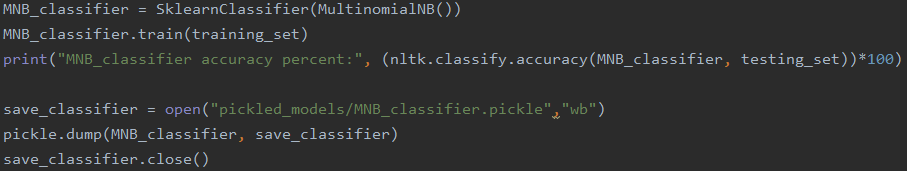 MNB_classifier = SklearnClassifier(MultinomialNB())
MNB_classifier.train(training_set)
print("MNB_classifier accuracy percent:", (nltk.classify.accuracy(MNB_classifier, testing_set))*100)
save_classifier = open("pickled_models/MNB_classifier.pickle","wb")
pickle.dump(MNB_classifier, save_classifier)
save_classifier.close()